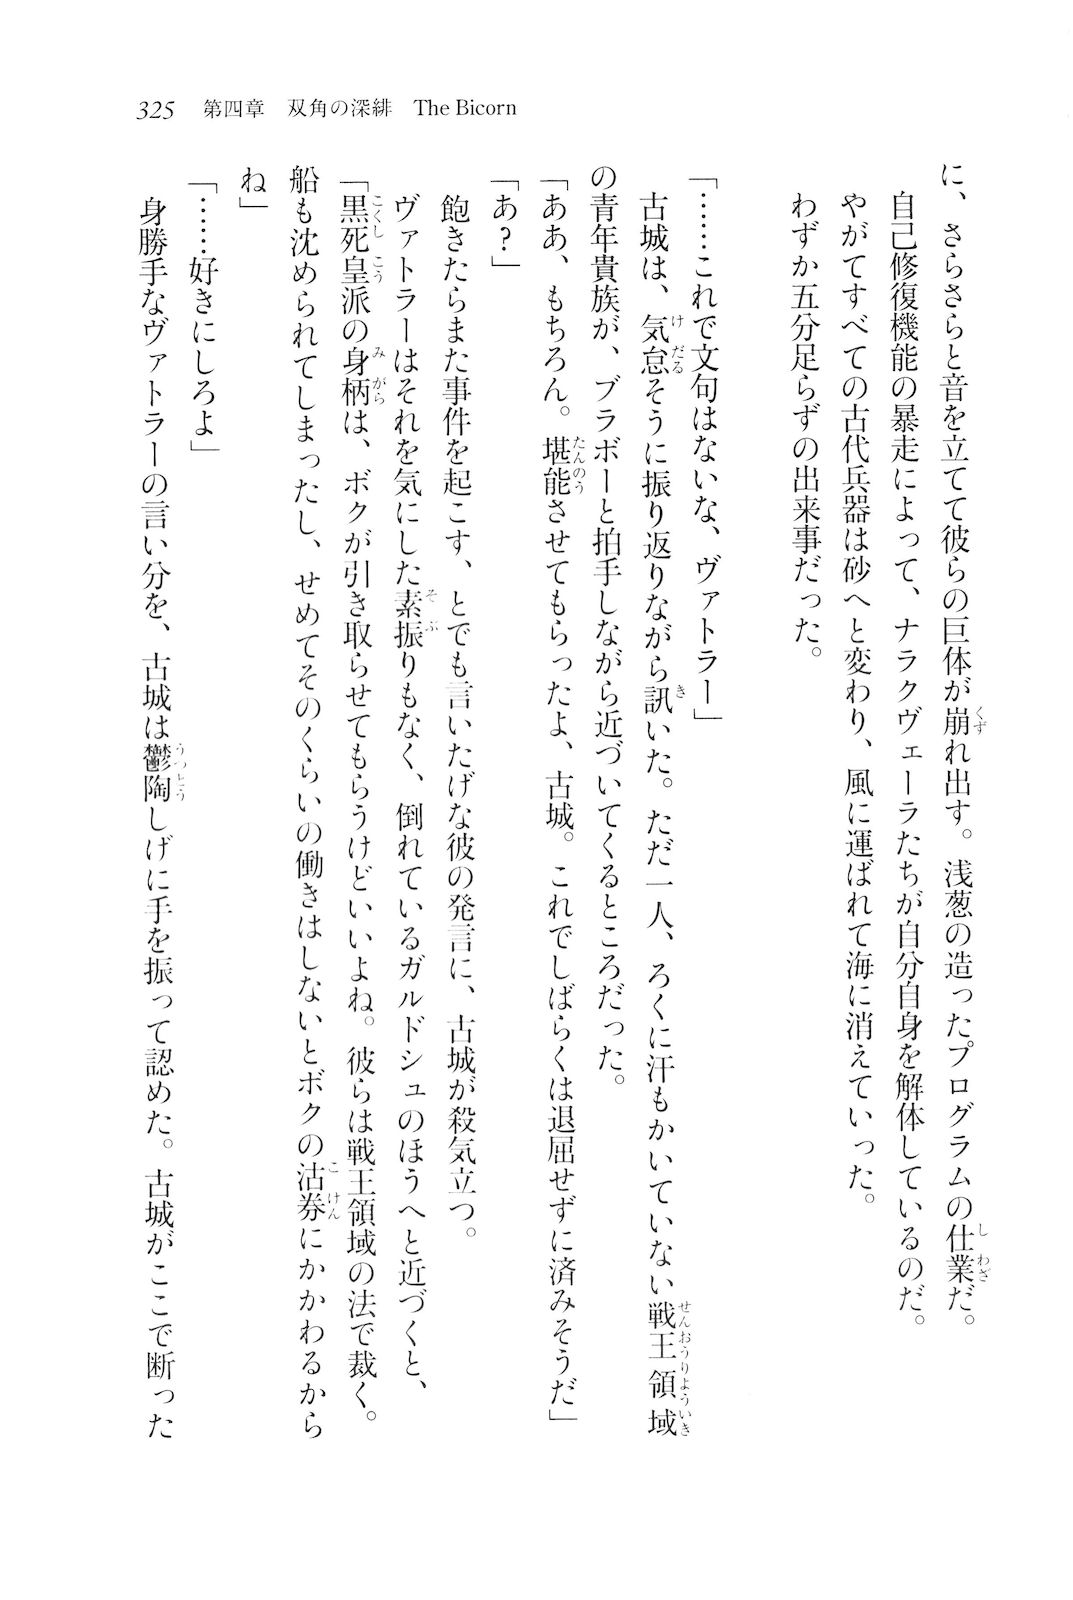 325　第四章　双角の深緋　The Bicorn
に、さらさらと音を立てて彼らの巨体が崩れ出す。浅葱の造ったプログラムの仕業だ。
自己修復機能の暴走によって、ナラクヴェーラたちが自分自身を解体しているのだ。
やがてすべての古代兵器は砂へと変わり、風に運ばれて海に消えていった。
わずか五分足らずの出来事だった。
「……これで文句はないな、ヴァトラー」
古城は、気怠そうに振り返りながら訊いた。ただ一人、ろくに汗もかいていない戦王領域
の青年貴族が、ブラボーと拍手しながら近づいてくるところだった。
「ああ、もちろん。堪能させてもらったよ、古城。これでしばらくは退屈せずに済みそうだ」
「あ？」
飽きたらまた事件を起こす、とでも言いたげな彼の発言に、古城が殺気立つ。
ヴァトラーはそれを気にした素振りもなく、倒れているガルドシュのほうへと近づくと、
「黒死皇派の身柄は、ボクが引き取らせてもらうけどいいよね。彼らは戦王領域の法で裁く。
船も沈められてしまったし、せめてそのくらいの働きはしないとボクの沽券にかかわるから
ね」
「……好きにしろよ」
身勝手なヴァトラーの言い分を、古城は鬱陶しげに手を振って認めた。古城がここで断った